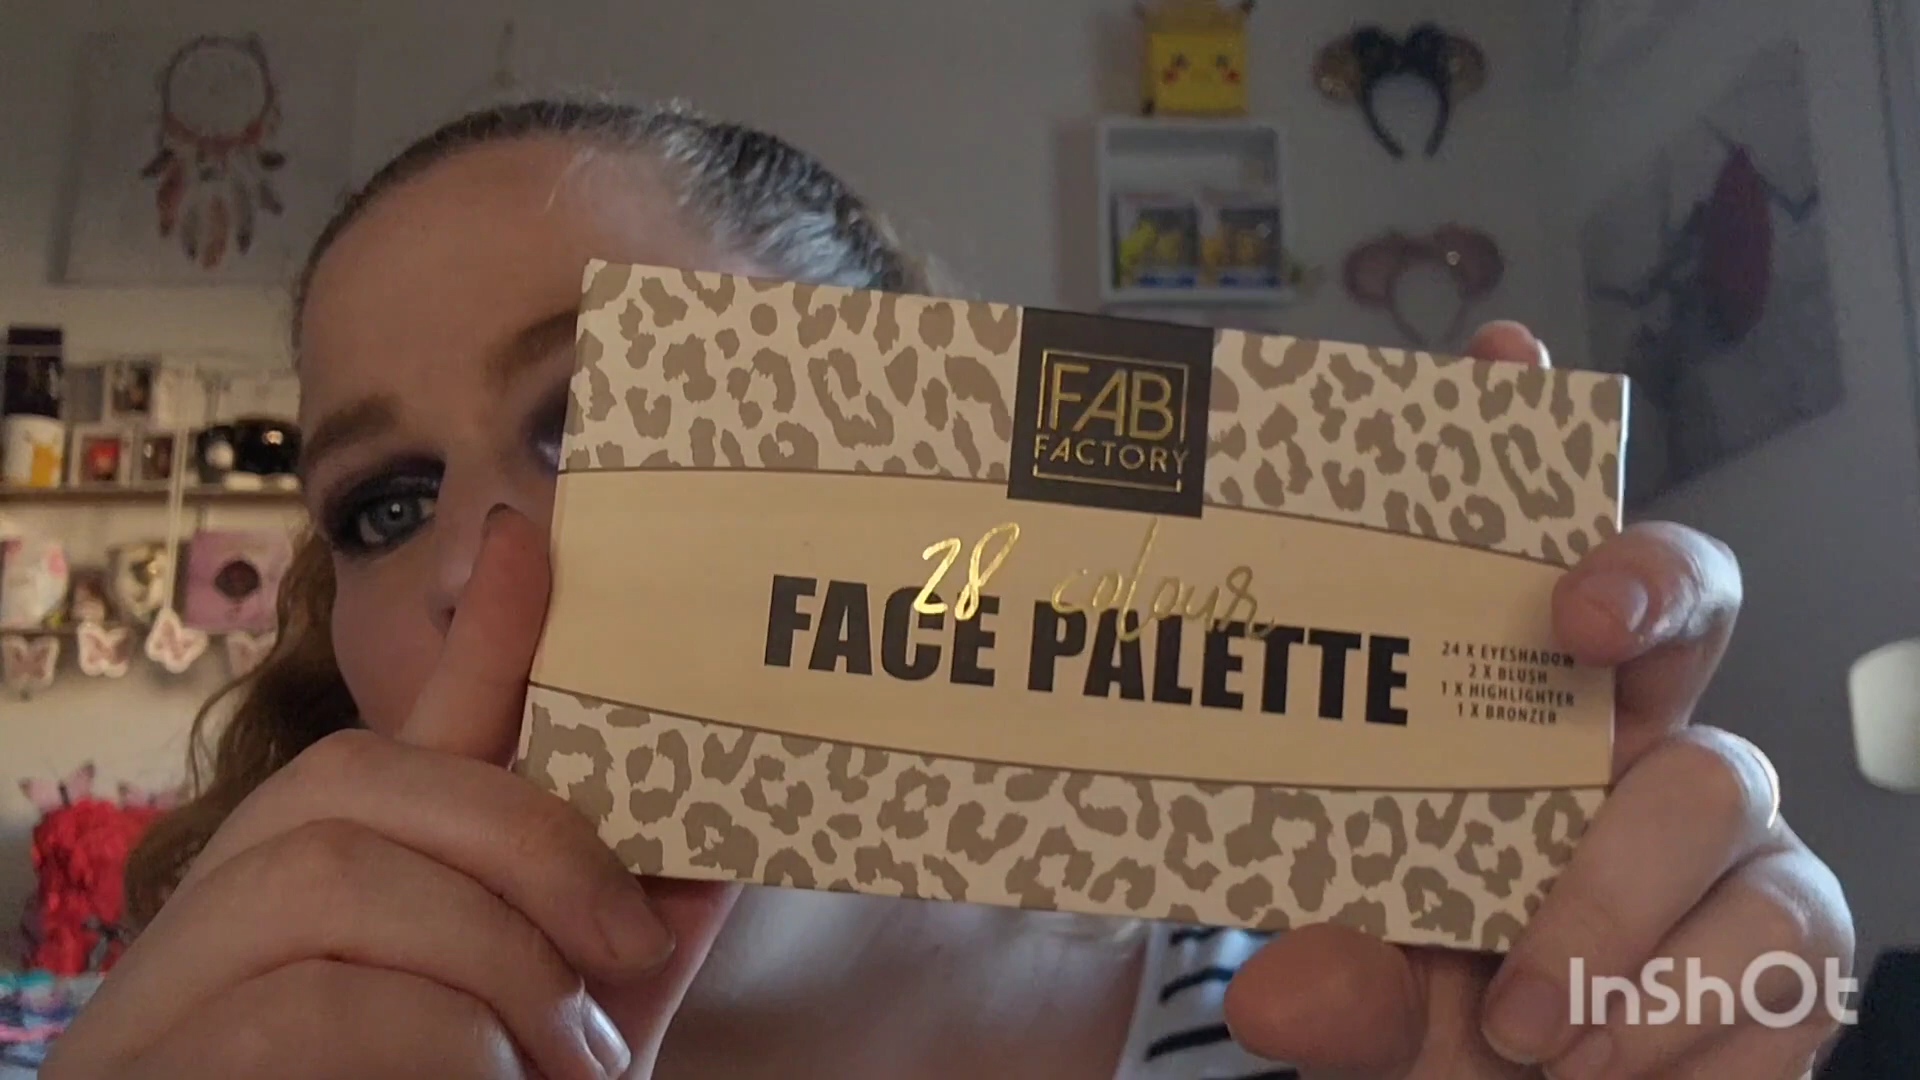 FAB
FACTORY
28 colour
FACE PALETTE
24 X EYESHADOW
2 X BLUSH
1 X HIGHLIGHTER
1 X BRONZER
InShOt